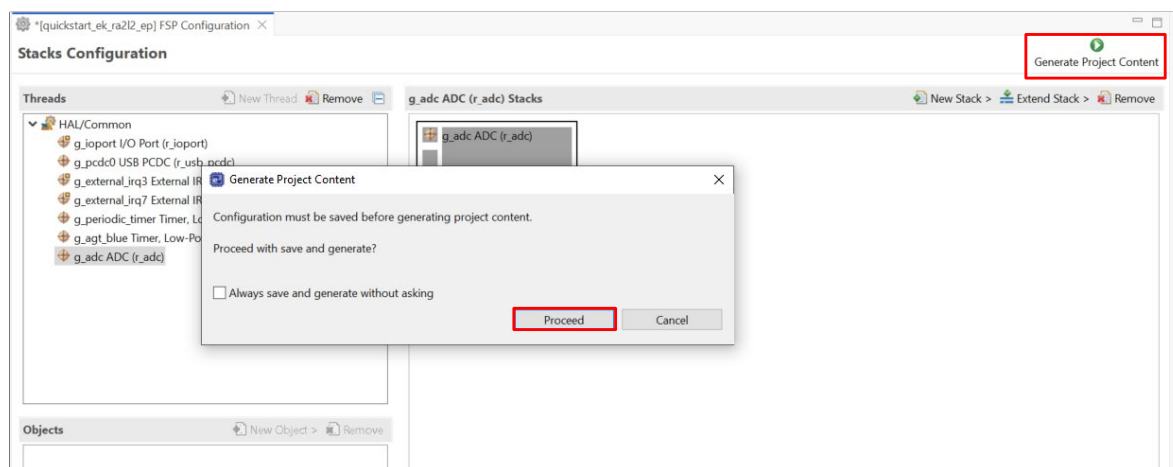 *[quickstart_ek_ra2l2_ep] FSP Configuration
Stacks Configuration
Generate Project Content
Threads
New Thread
Remove
g_adc ADC (r_adc) Stacks
New Stack >
Extend Stack >
Remove
HAL/Common
g_ioport I/O Port (r_ioport)
g_pcdc0 USB PCDC (r_usb_pcdc)
g_external_irq3 External IR
g_external_irq7 External IR
g_periodic_timer Timer, Lo
g_agt_blue Timer, Low-Po
g_adc ADC (r_adc)
g_adc ADC (r_adc)
Generate Project Content
Configuration must be saved before generating project content.
Proceed with save and generate?
Always save and generate without asking
Proceed
Cancel
Objects
New Object >
Remove